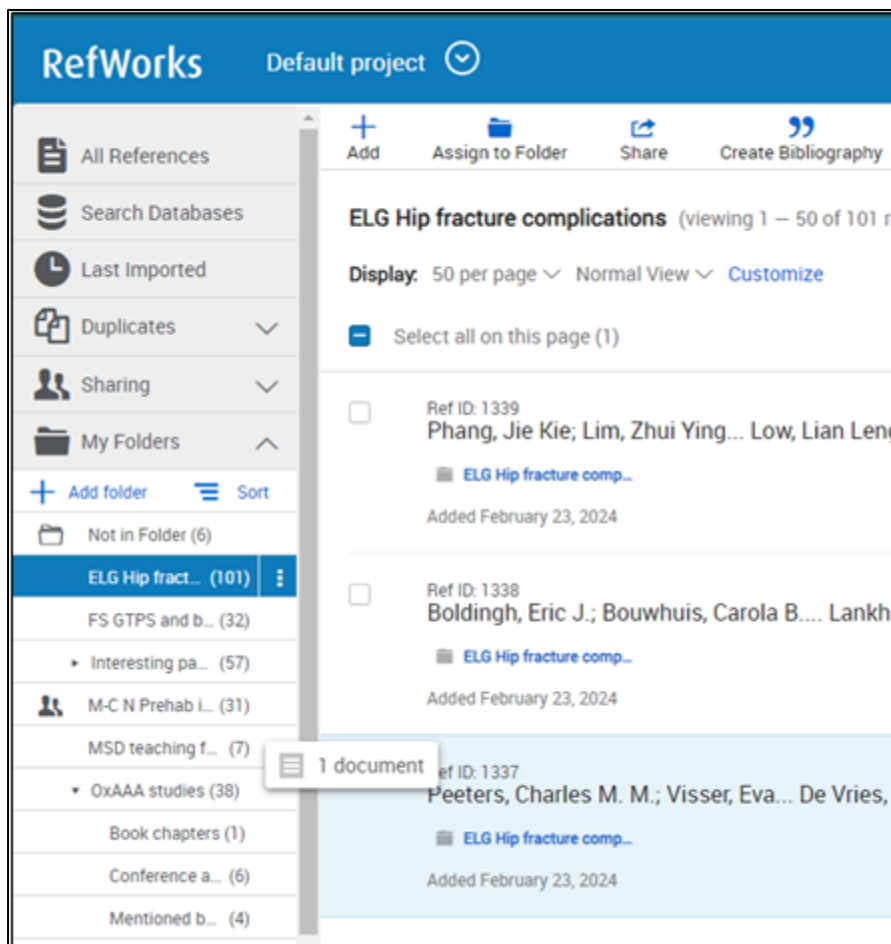 RefWorks Default project
All References
Search Databases
Last Imported
Duplicates
Sharing
My Folders
Add folder Sort
Not in Folder (6)
ELG Hip fract... (101)
FS GTPS and b... (32)
Interesting pa... (57)
M-C N Prehab i... (31)
MSD teaching f... (7)
OxAAA studies (38)
Book chapters (1)
Conference a... (6)
Mentioned b... (4)
Add Assign to Folder Share Create Bibliography
ELG Hip fracture complications (viewing 1 – 50 of 101 r
Display: 50 per page Normal View Customize
Select all on this page (1)
Ref ID: 1339
Phang, Jie Kie; Lim, Zhui Ying... Low, Lian Leng
ELG Hip fracture comp...
Added February 23, 2024
Ref ID: 1338
Boldingh, Eric J.; Bouwhuis, Carola B.... Lankh
ELG Hip fracture comp...
Added February 23, 2024
1 document
ef ID: 1337
Peeters, Charles M. M.; Visser, Eva... De Vries,
ELG Hip fracture comp...
Added February 23, 2024